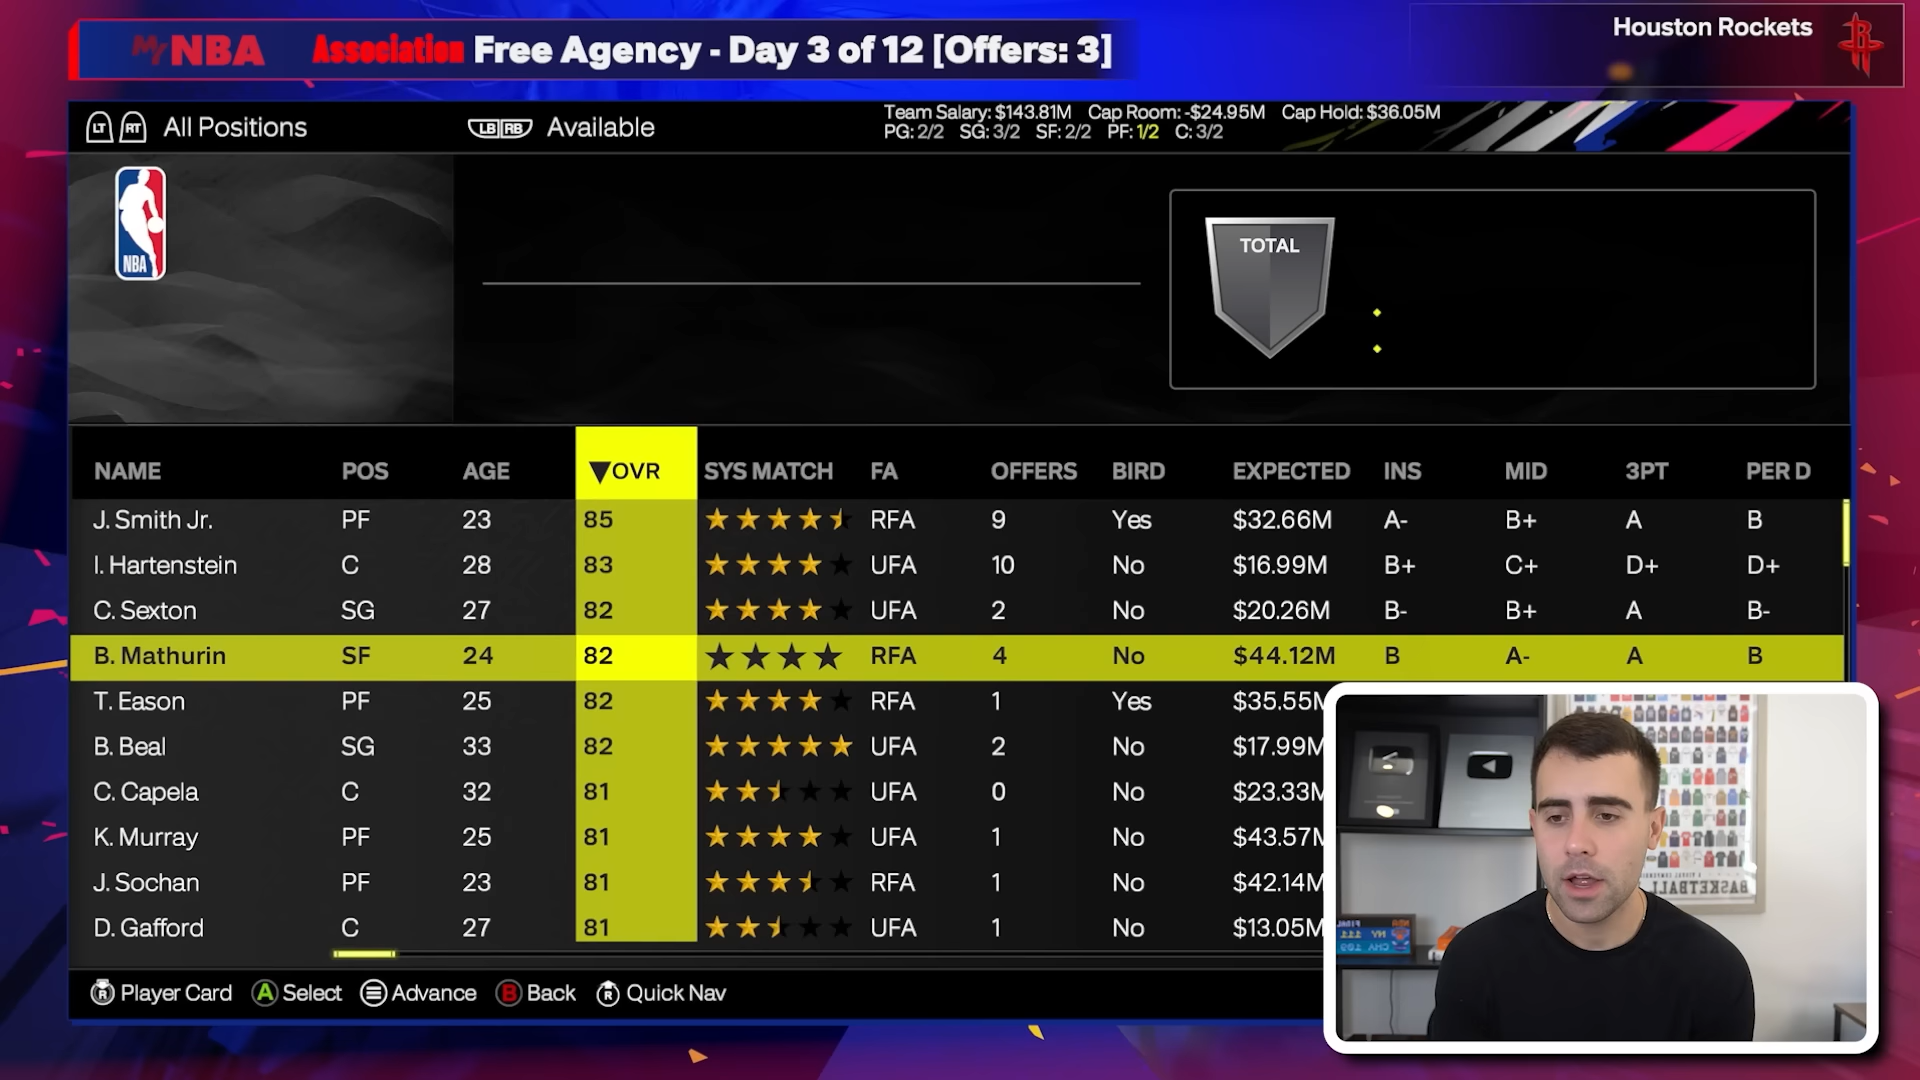 MyNBA Association Free Agency - Day 3 of 12 [Offers: 3]
Houston Rockets
LT RT All Positions
LB RB Available
Team Salary: $143.81M Cap Room: -$24.95M Cap Hold: $36.05M
PG: 2/2 SG: 3/2 SF: 2/2 PF: 1/2 C: 3/2
NBA
TOTAL
NAME POS AGE OVR SYS MATCH FA OFFERS BIRD EXPECTED INS MID 3PT PER D
J. Smith Jr. PF 23 85 RFA 9 Yes $32.66M A- B+ A B
I. Hartenstein C 28 83 UFA 10 No $16.99M B+ C+ D+ D+
C. Sexton SG 27 82 UFA 2 No $20.26M B- B+ A B-
B. Mathurin SF 24 82 RFA 4 No $44.12M B A- A B
T. Eason PF 25 82 RFA 1 Yes $35.55M
B. Beal SG 33 82 UFA 2 No $17.99M
C. Capela C 32 81 UFA 0 No $23.33M
K. Murray PF 25 81 UFA 1 No $43.57M
J. Sochan PF 23 81 RFA 1 No $42.14M
D. Gafford C 27 81 UFA 1 No $13.05M
BASKETBALL
R Player Card A Select Advance B Back R Quick Nav